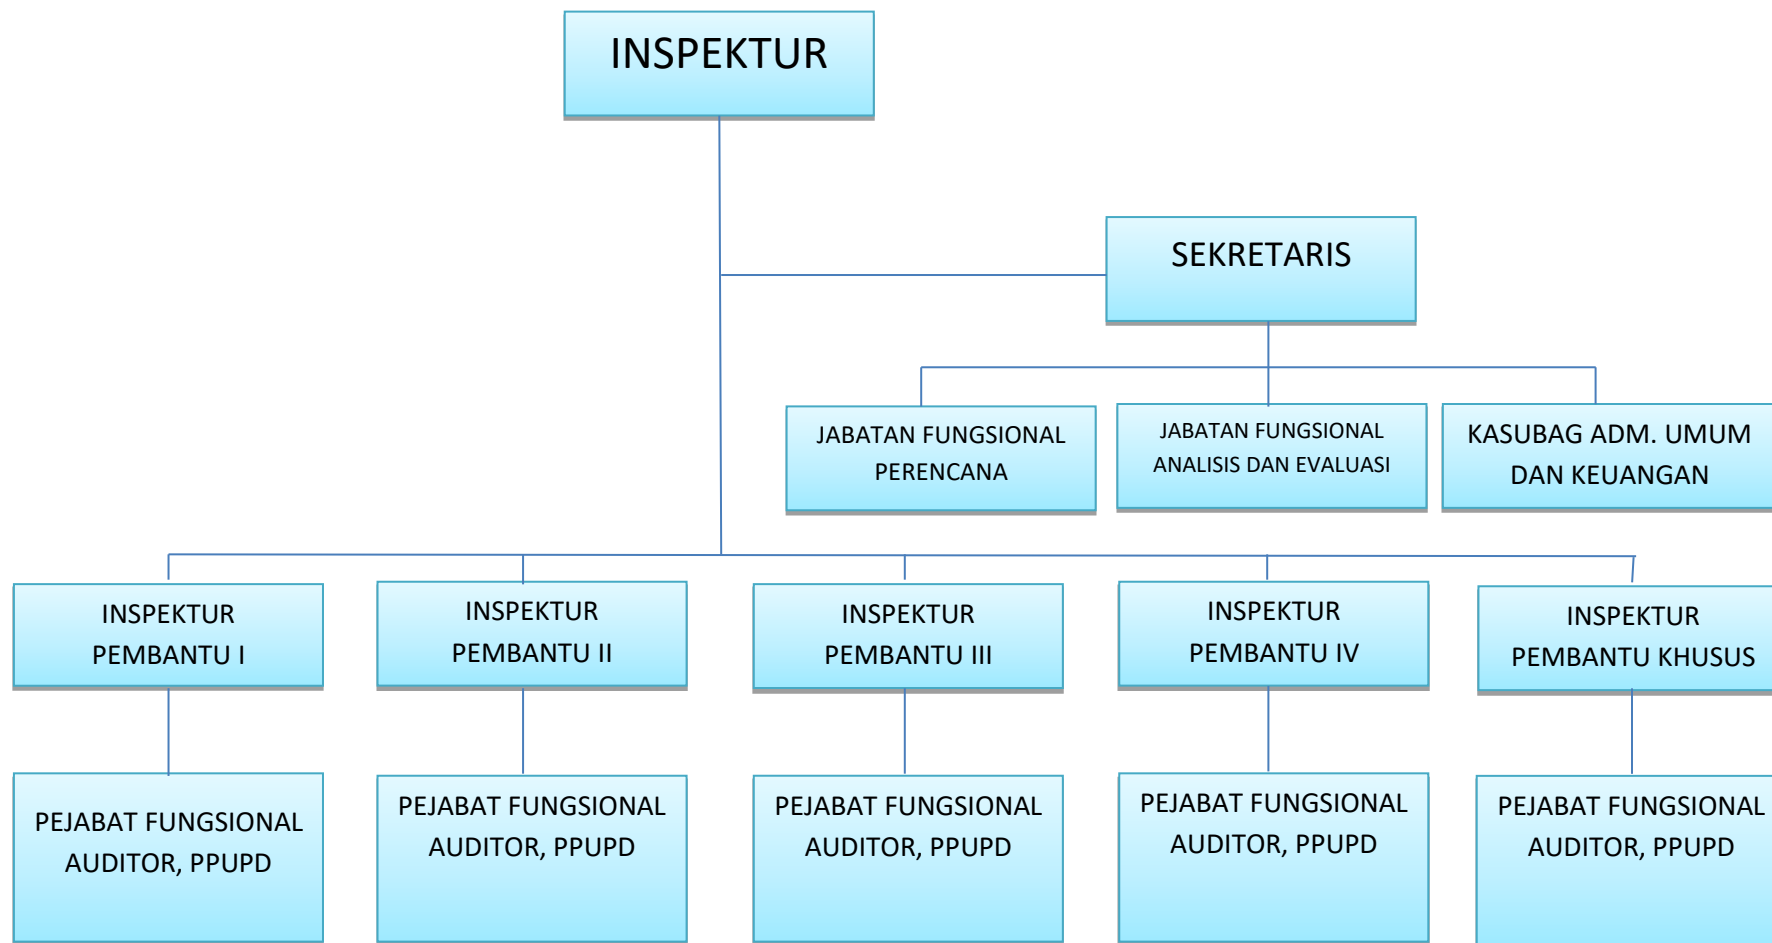 INSPEKTUR
SEKRETARIS
JABATAN FUNGSIONAL
PERENCANA
JABATAN FUNGSIONAL
ANALISIS DAN EVALUASI
KASUBAG ADM. UMUM
DAN KEUANGAN
INSPEKTUR
PEMBANTU I
INSPEKTUR
PEMBANTU II
INSPEKTUR
PEMBANTU III
INSPEKTUR
PEMBANTU IV
INSPEKTUR
PEMBANTU KHUSUS
PEJABAT FUNGSIONAL
AUDITOR, PPUPD
PEJABAT FUNGSIONAL
AUDITOR, PPUPD
PEJABAT FUNGSIONAL
AUDITOR, PPUPD
PEJABAT FUNGSIONAL
AUDITOR, PPUPD
PEJABAT FUNGSIONAL
AUDITOR, PPUPD